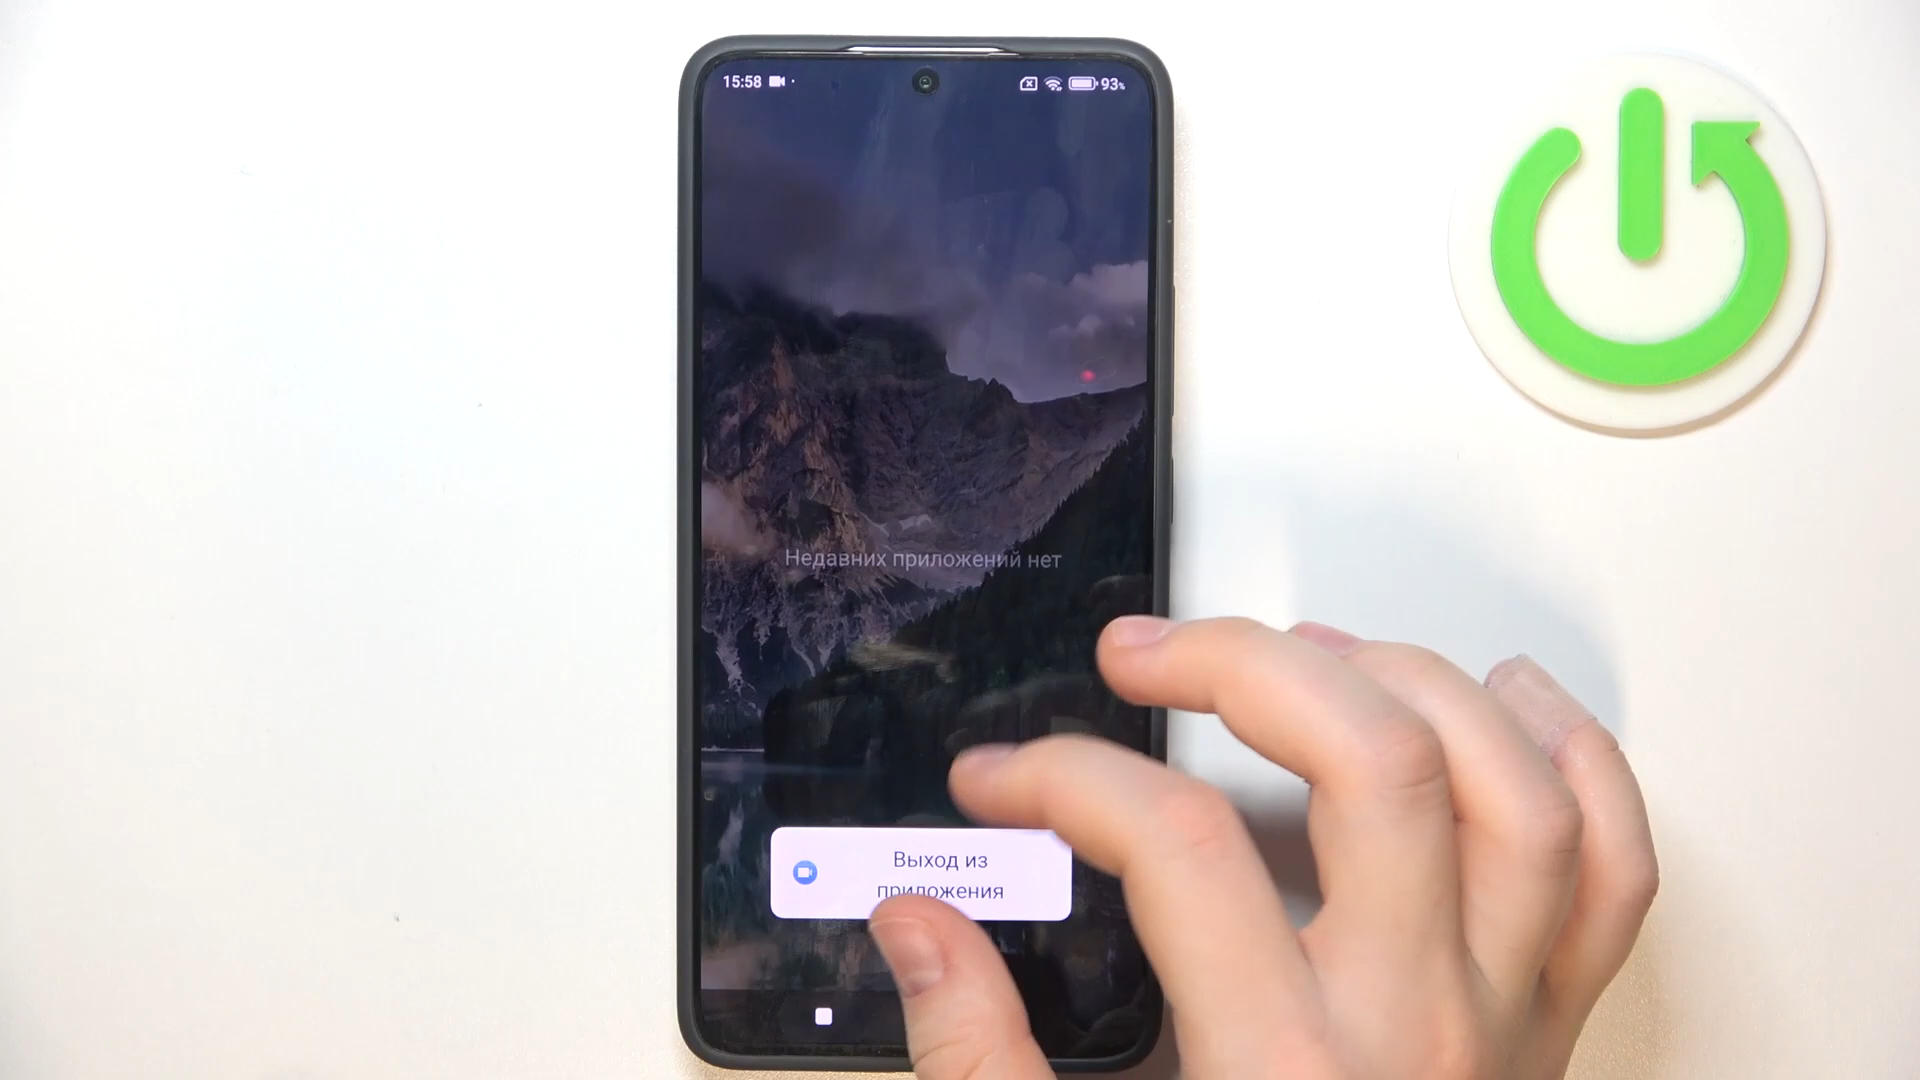 15:58
93%
Недавних приложений нет
Выход из
приложения